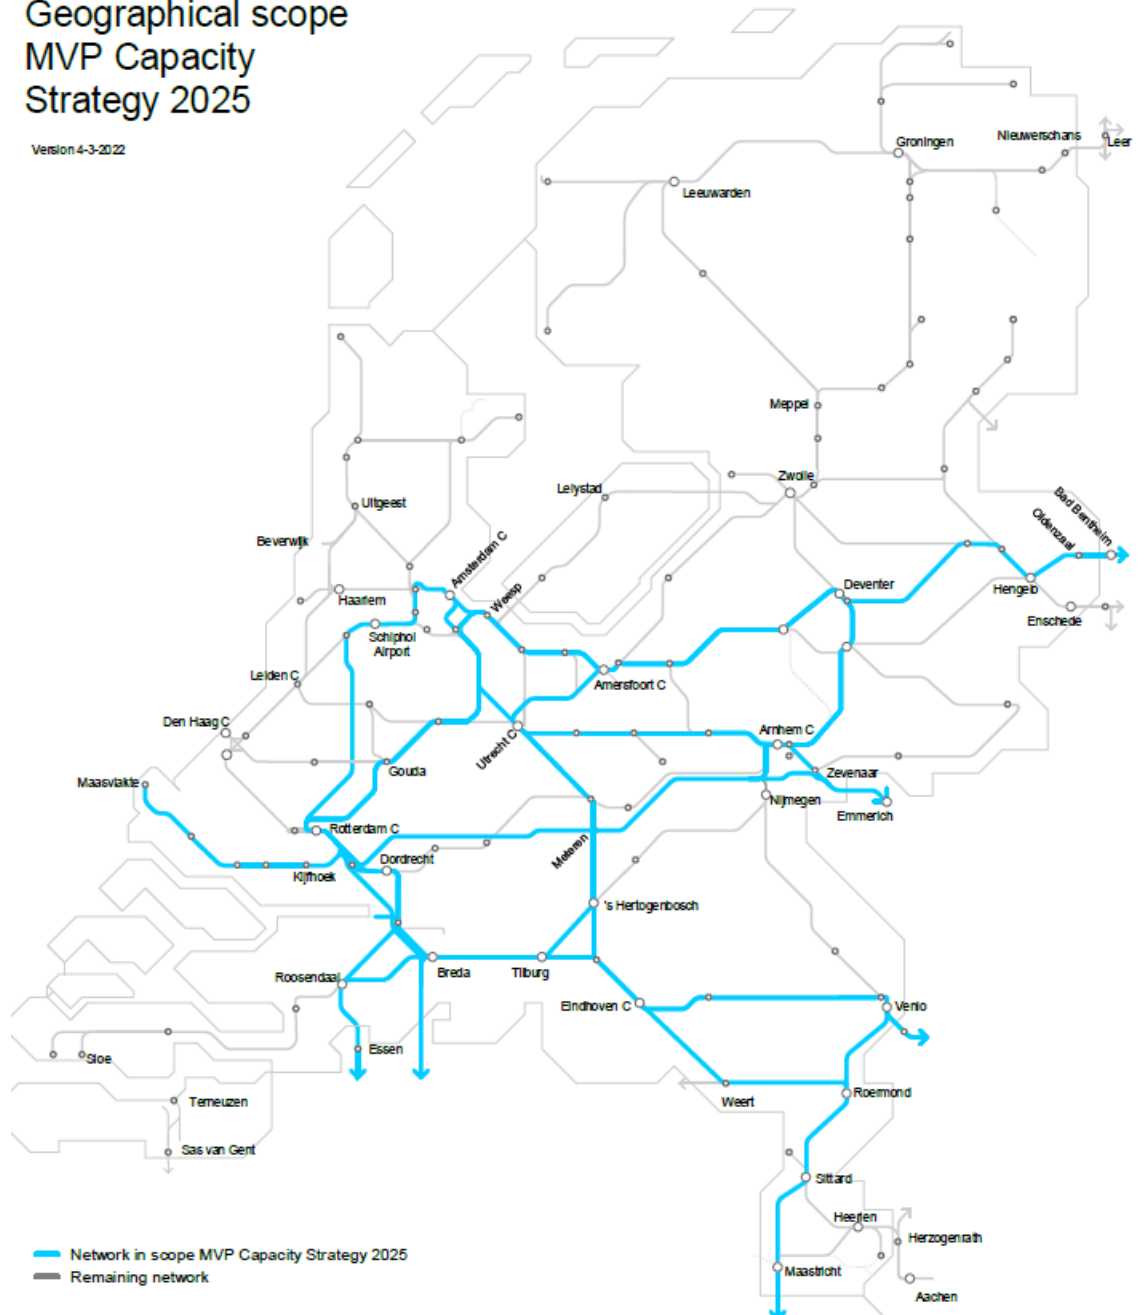 Geographical scope
MVP Capacity
Strategy 2025
Version 4-3-2022
Groningen
Nieuwerschans
Leer
Leeuwarden
Meppel
Zwolle
Lelystad
Uitgeest
Beverwijk
Amsterdam C
Weesp
Oldenzaal
Bad Bentheim
Haarlem
Deventer
Hengelo
Enschede
Schiphol
Airport
Leiden C
Amersfoort C
Den Haag C
Utrecht C
Arnhem C
Gouda
Zevenaar
Maasvlakte
Nijmegen
Emmerich
Rotterdam C
Meteren
Dordrecht
Kijfhoek
's Hertogenbosch
Roosendaal
Breda
Tilburg
Eindhoven C
Venlo
Essen
Sloe
Weert
Roermond
Terneuzen
Sas van Gent
Sittard
Heerlen
Herzogenrath
Maastricht
Aachen
Network in scope MVP Capacity Strategy 2025
Remaining network